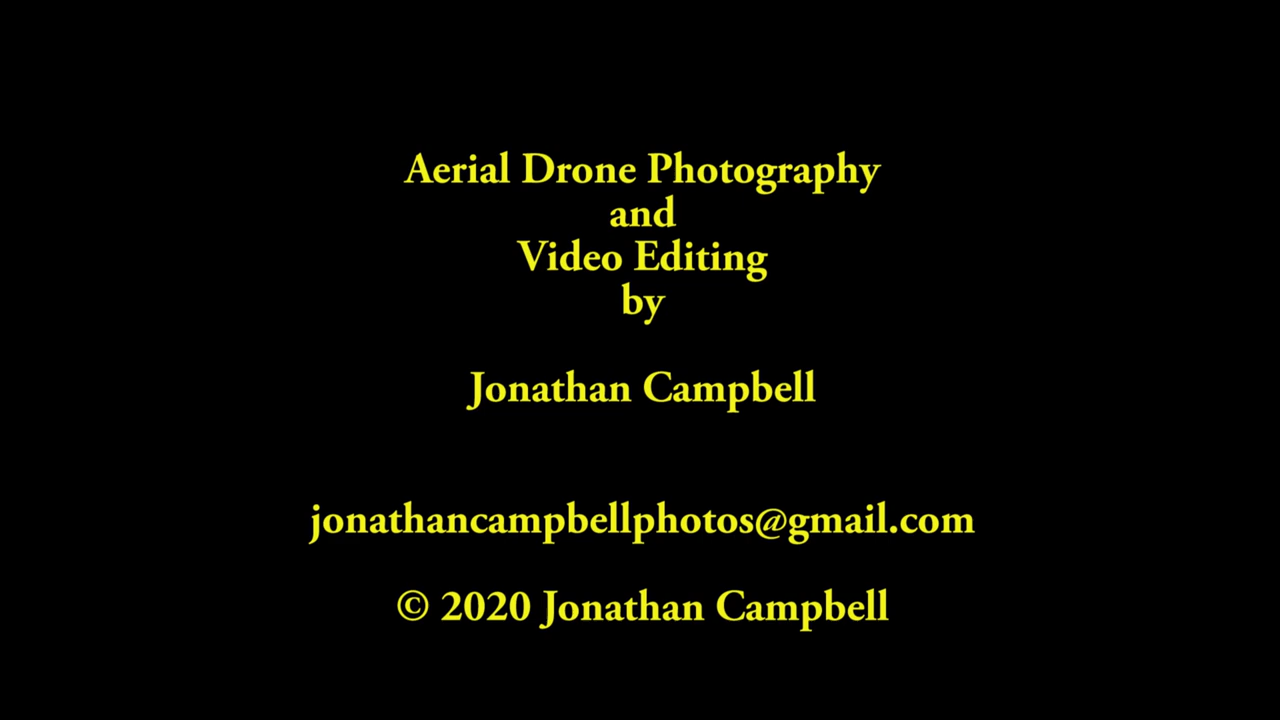 Aerial Drone Photography
and
Video Editing
by
Jonathan Campbell
jonathancampbellphotos@gmail.com
© 2020 Jonathan Campbell